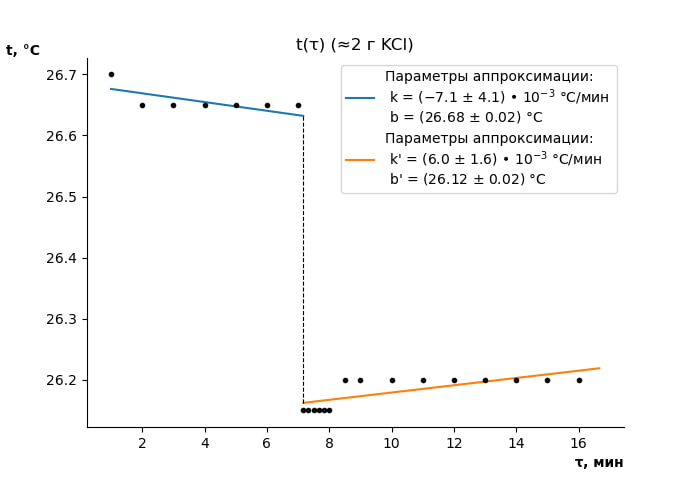 t(τ) (≈2 г KCl)
t, °C
Параметры аппроксимации:
k = (−7.1 ± 4.1) • 10⁻³ °C/мин
b = (26.68 ± 0.02) °C
Параметры аппроксимации:
k' = (6.0 ± 1.6) • 10⁻³ °C/мин
b' = (26.12 ± 0.02) °C
26.7
26.6
26.5
26.4
26.3
26.2
2 4 6 8 10 12 14 16
τ, мин